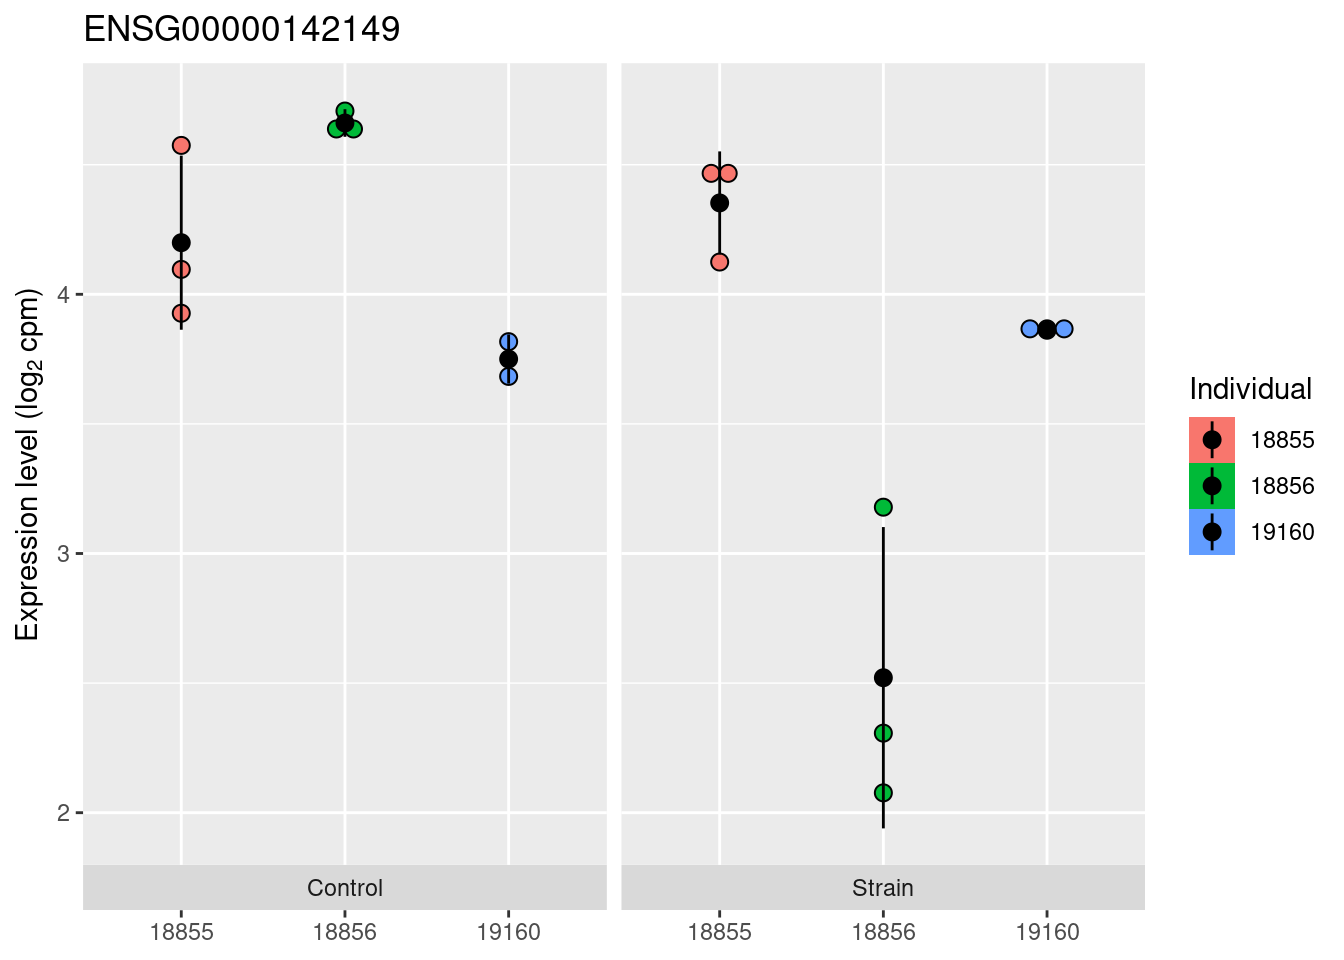 ENSG00000142149
Expression level (log₂ cpm)
4
3
2
Control
Strain
18855
18856
19160
18855
18856
19160
Individual
18855
18856
19160